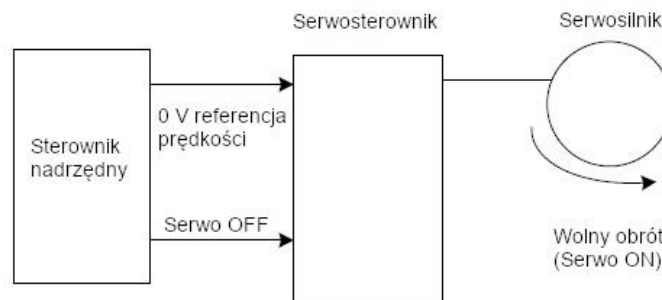 Serwosterownik
Serwosilnik
0 V referencja
prędkości
Sterownik
nadrzędny
Serwo OFF
Wolny obrót
(Serwo ON)